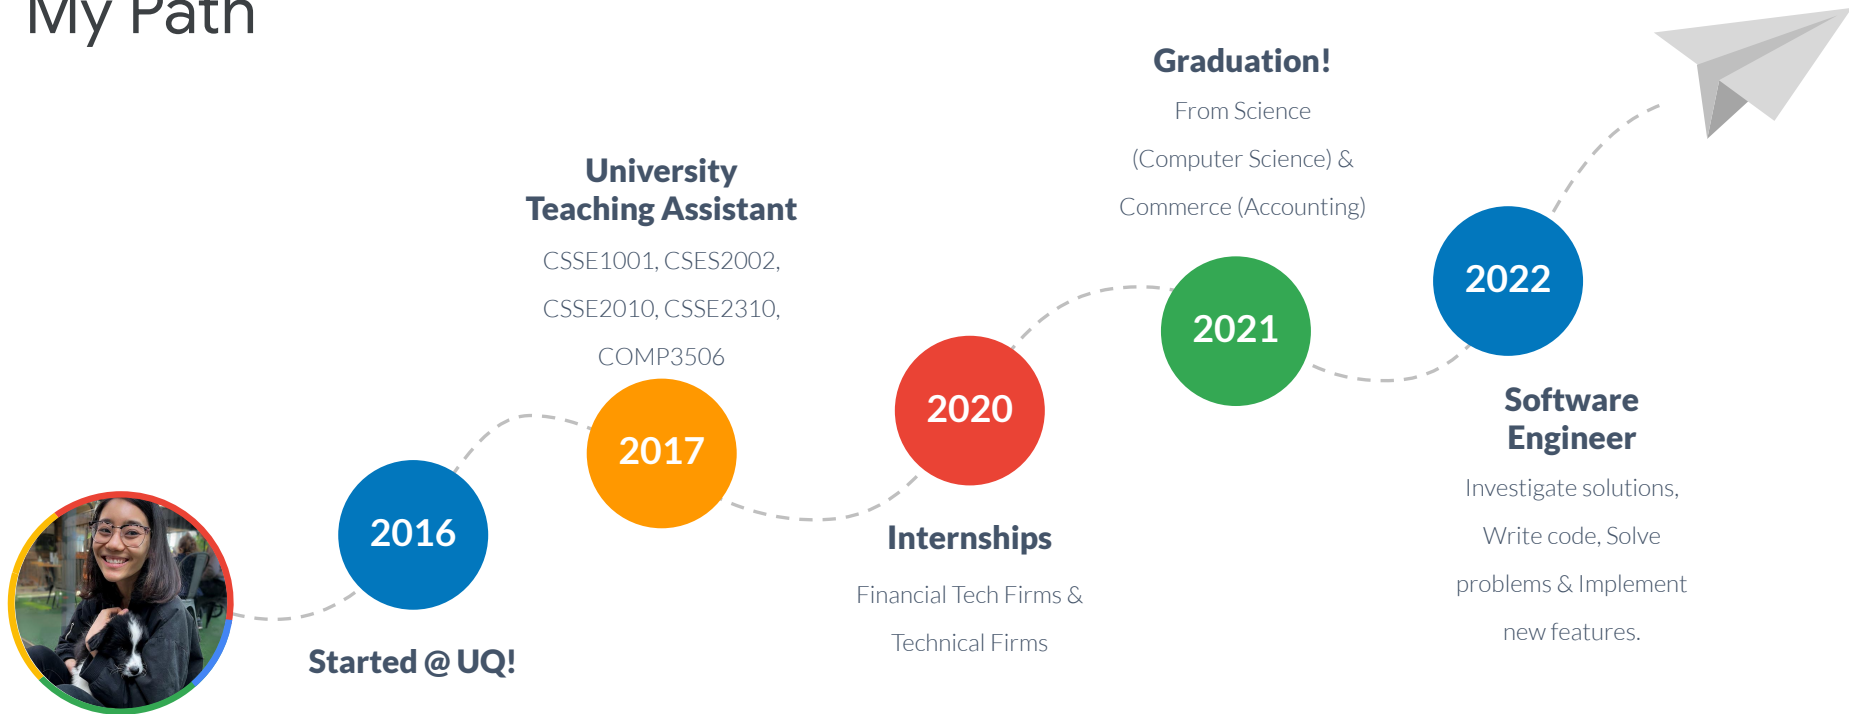 My Path
2016
Started @ UQ!
University
Teaching Assistant
CSSE1001, CSES2002,
CSSE2010, CSSE2310,
COMP3506
2017
2020
Internships
Financial Tech Firms &
Technical Firms
Graduation!
From Science
(Computer Science) &
Commerce (Accounting)
2021
2022
Software
Engineer
Investigate solutions,
Write code, Solve
problems & Implement
new features.